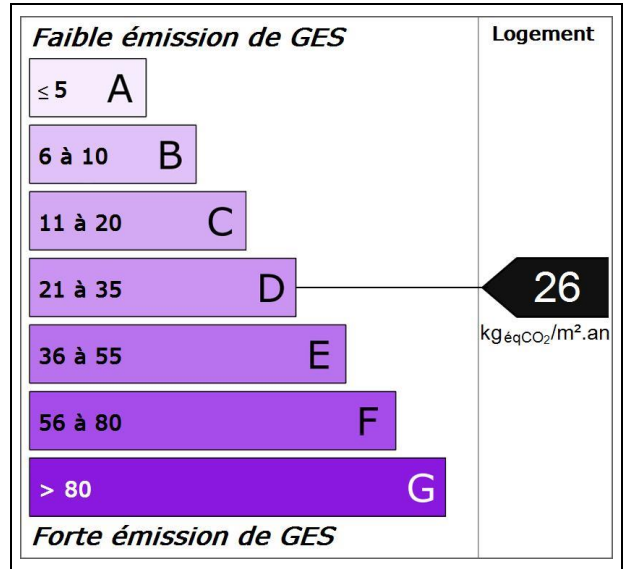 Faible émission de GES
Logement
≤ 5 A
6 à 10 B
11 à 20 C
21 à 35 D
26
kgéqCO₂/m².an
36 à 55 E
56 à 80 F
> 80 G
Forte émission de GES